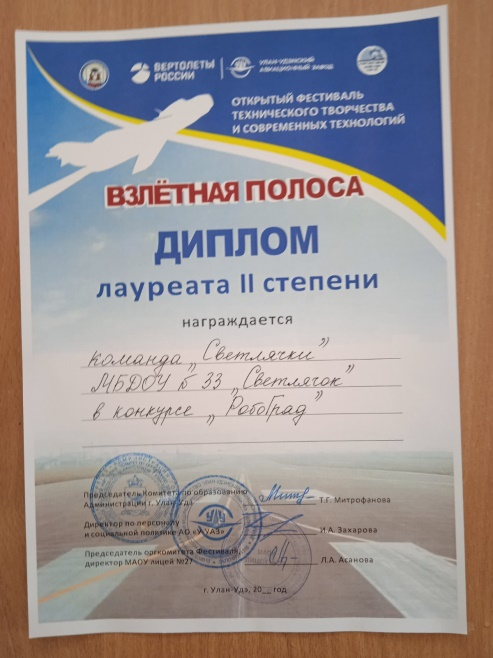 ВЕРТОЛЕТЫ
РОССИИ
УЛАН-УДЭНСКИЙ
АВИАЦИОННЫЙ ЗАВОД
ОТКРЫТЫЙ ФЕСТИВАЛЬ
ТЕХНИЧЕСКОГО ТВОРЧЕСТВА
И СОВРЕМЕННЫХ ТЕХНОЛОГИЙ
ВЗЛЁТНАЯ ПОЛОСА
ДИПЛОМ
лауреата II степени
награждается
команда „Светлячки”
МБДОУ № 33 „Светлячок”
в конкурсе „РобоГрад”
Председатель Комитета по образованию
Администрации г. Улан-Удэ
Т.Г. Митрофанова
Директор по персоналу
и социальной политике АО «У-УАЗ»
И.А. Захарова
Председатель оргкомитета Фестиваля,
директор МАОУ лицей №27
Л.А. Асанова
г. Улан-Удэ, 20__ год